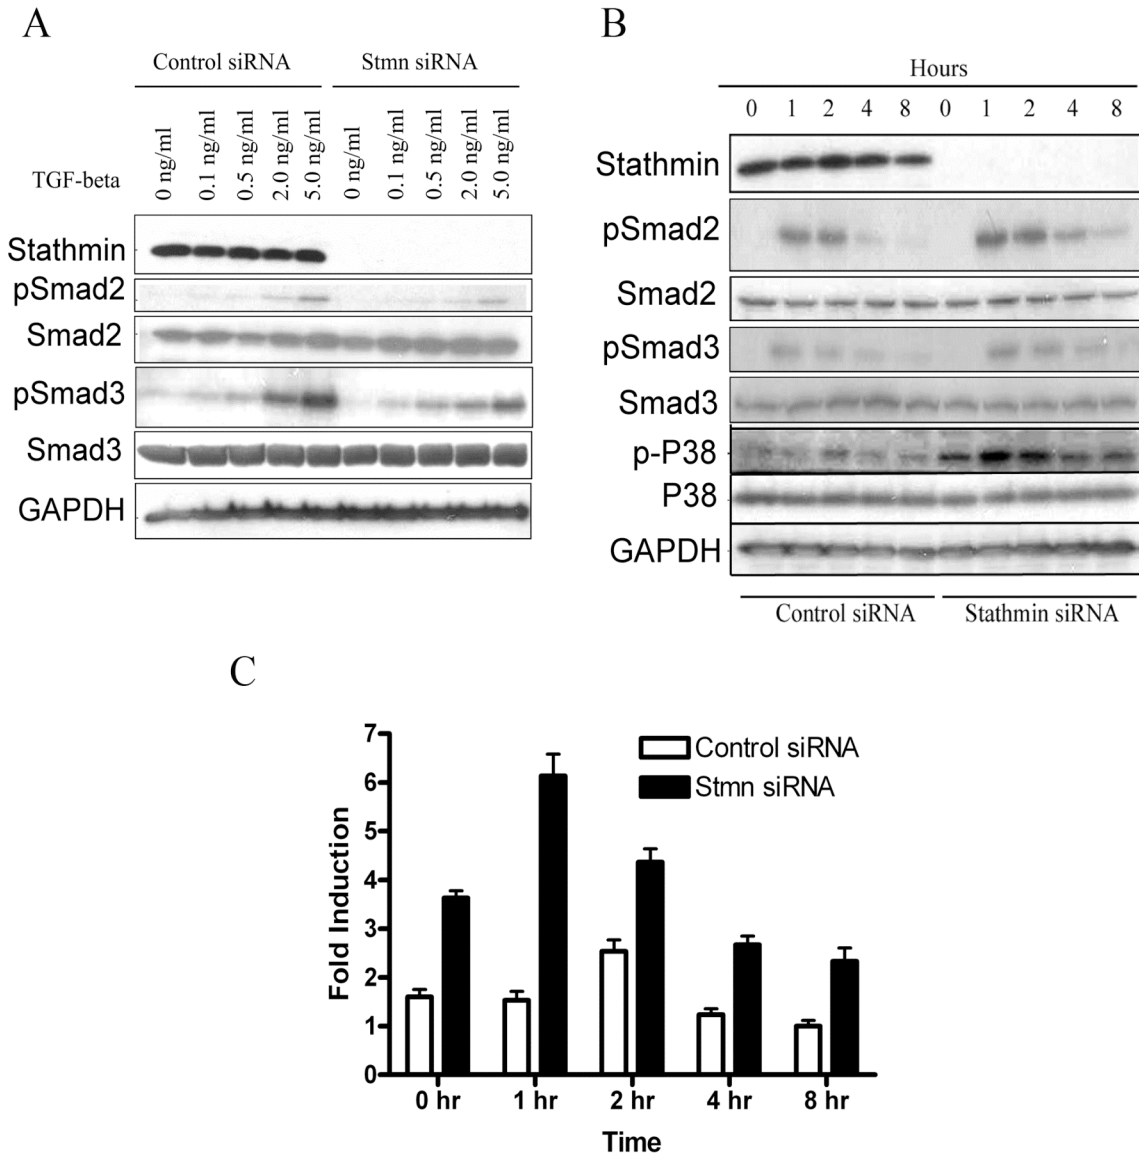 A
Control siRNA Stmn siRNA
TGF-beta
0 ng/ml 0.1 ng/ml 0.5 ng/ml 2.0 ng/ml 5.0 ng/ml 0 ng/ml 0.1 ng/ml 0.5 ng/ml 2.0 ng/ml 5.0 ng/ml
Stathmin
pSmad2
Smad2
pSmad3
Smad3
GAPDH
B
Hours
0 1 2 4 8 0 1 2 4 8
Stathmin
pSmad2
Smad2
pSmad3
Smad3
p-P38
P38
GAPDH
Control siRNA Stathmin siRNA
C
Fold Induction
7
6
5
4
3
2
1
0
Control siRNA
Stmn siRNA
0 hr 1 hr 2 hr 4 hr 8 hr
Time